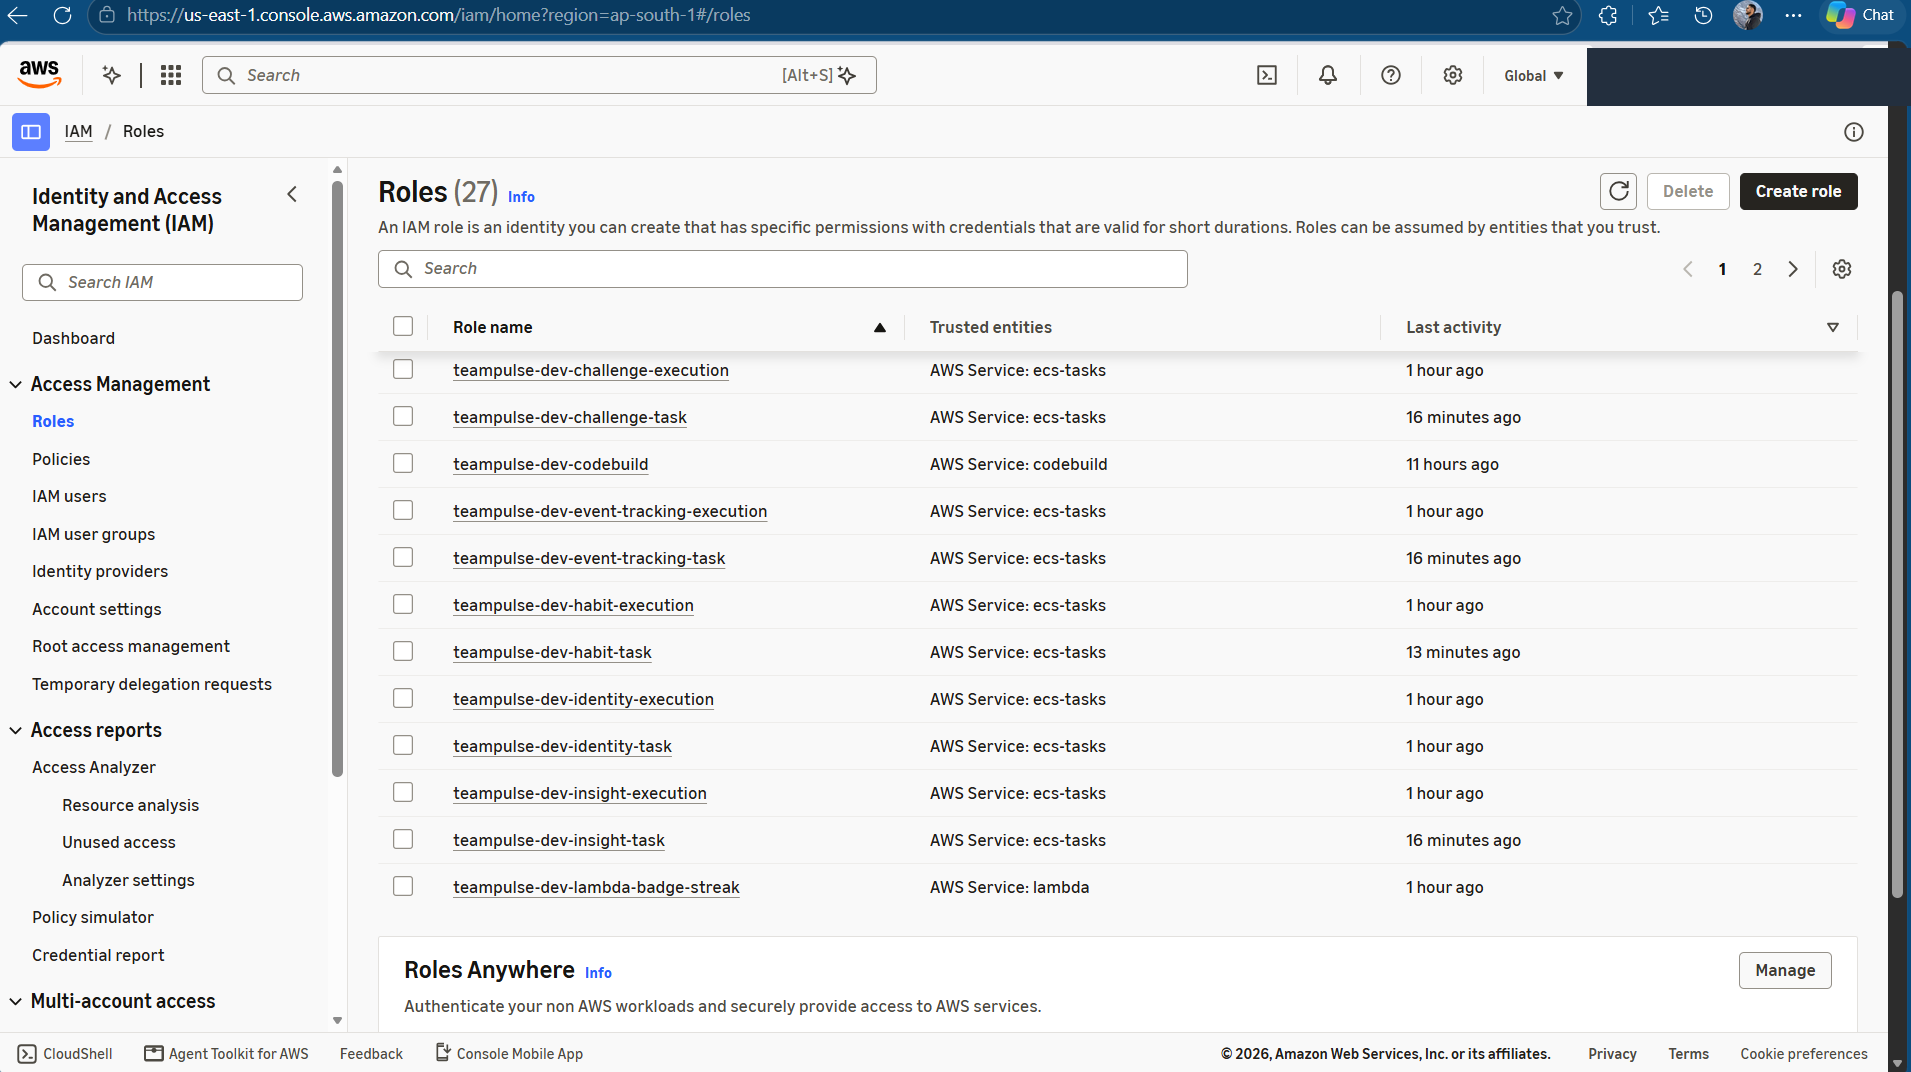 https://us-east-1.console.aws.amazon.com/iam/home?region=ap-south-1#/roles
Chat
aws
Search [Alt+S]
Global
IAM / Roles
Identity and Access Management (IAM)
Search IAM
Dashboard
Access Management
Roles
Policies
IAM users
IAM user groups
Identity providers
Account settings
Root access management
Temporary delegation requests
Access reports
Access Analyzer
Resource analysis
Unused access
Analyzer settings
Policy simulator
Credential report
Multi-account access
Roles (27) Info
Delete
Create role
An IAM role is an identity you can create that has specific permissions with credentials that are valid for short durations. Roles can be assumed by entities that you trust.
Search
1 2
Role name Trusted entities Last activity
teampulse-dev-challenge-execution AWS Service: ecs-tasks 1 hour ago
teampulse-dev-challenge-task AWS Service: ecs-tasks 16 minutes ago
teampulse-dev-codebuild AWS Service: codebuild 11 hours ago
teampulse-dev-event-tracking-execution AWS Service: ecs-tasks 1 hour ago
teampulse-dev-event-tracking-task AWS Service: ecs-tasks 16 minutes ago
teampulse-dev-habit-execution AWS Service: ecs-tasks 1 hour ago
teampulse-dev-habit-task AWS Service: ecs-tasks 13 minutes ago
teampulse-dev-identity-execution AWS Service: ecs-tasks 1 hour ago
teampulse-dev-identity-task AWS Service: ecs-tasks 1 hour ago
teampulse-dev-insight-execution AWS Service: ecs-tasks 1 hour ago
teampulse-dev-insight-task AWS Service: ecs-tasks 16 minutes ago
teampulse-dev-lambda-badge-streak AWS Service: lambda 1 hour ago
Roles Anywhere Info
Manage
Authenticate your non AWS workloads and securely provide access to AWS services.
CloudShell Agent Toolkit for AWS Feedback Console Mobile App © 2026, Amazon Web Services, Inc. or its affiliates. Privacy Terms Cookie preferences